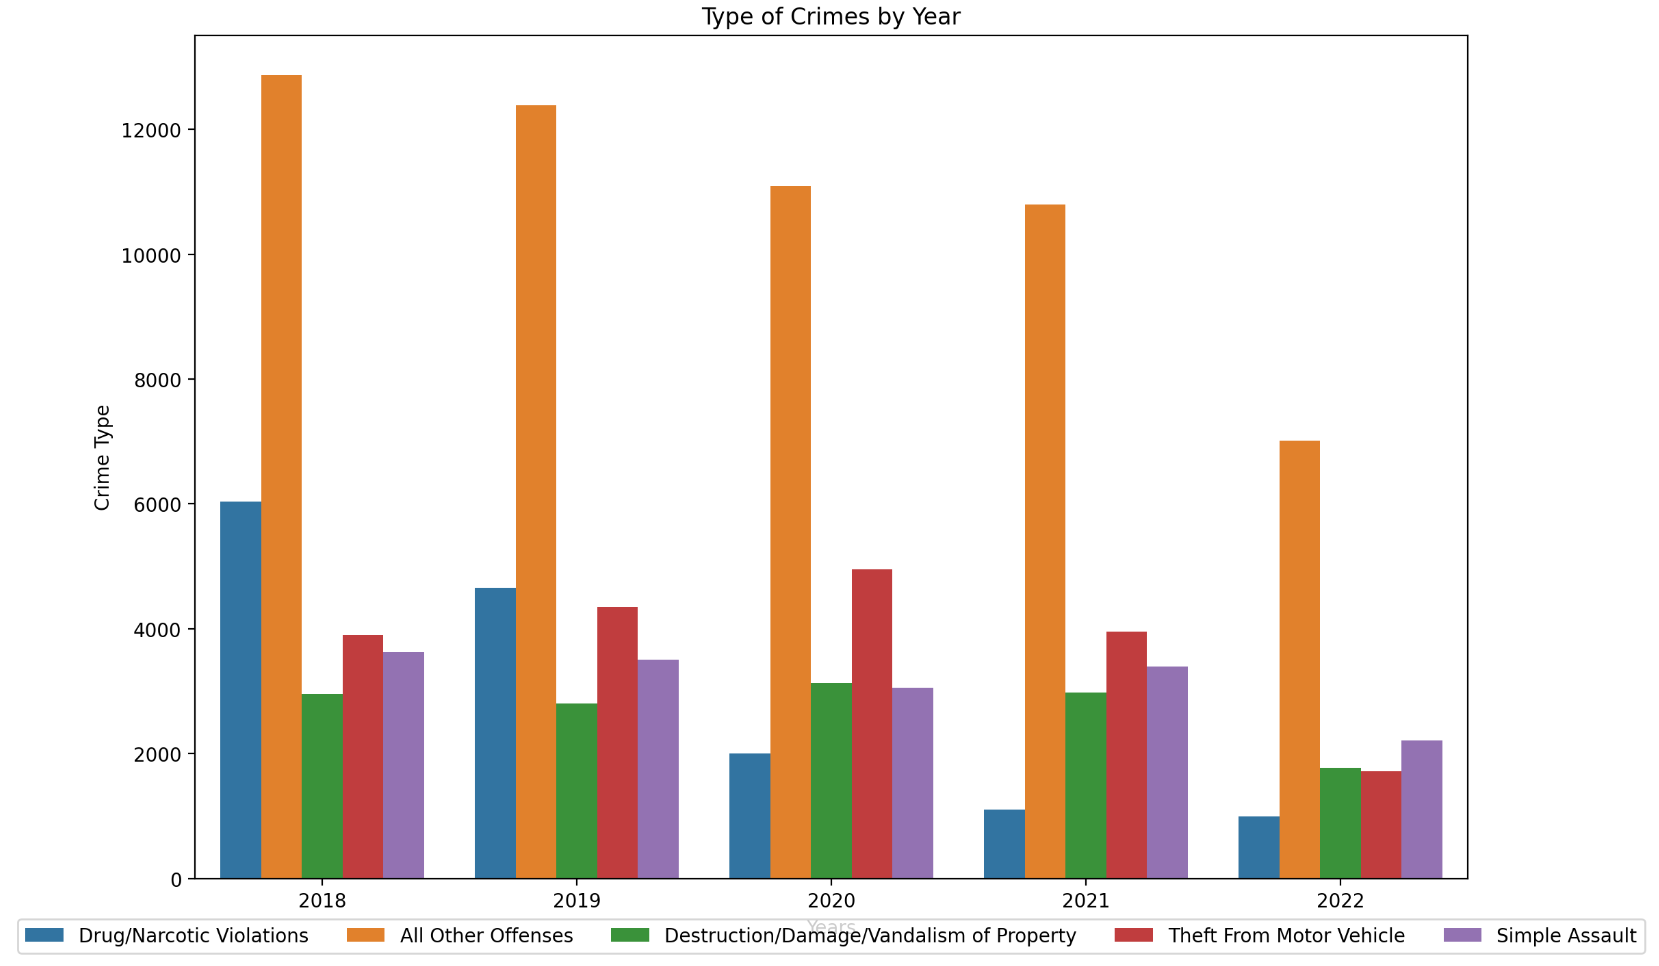 Type of Crimes by Year
12000
10000
8000
6000
4000
2000
0
Crime Type
2018 2019 2020 2021 2022
Years
Drug/Narcotic Violations All Other Offenses Destruction/Damage/Vandalism of Property Theft From Motor Vehicle Simple Assault